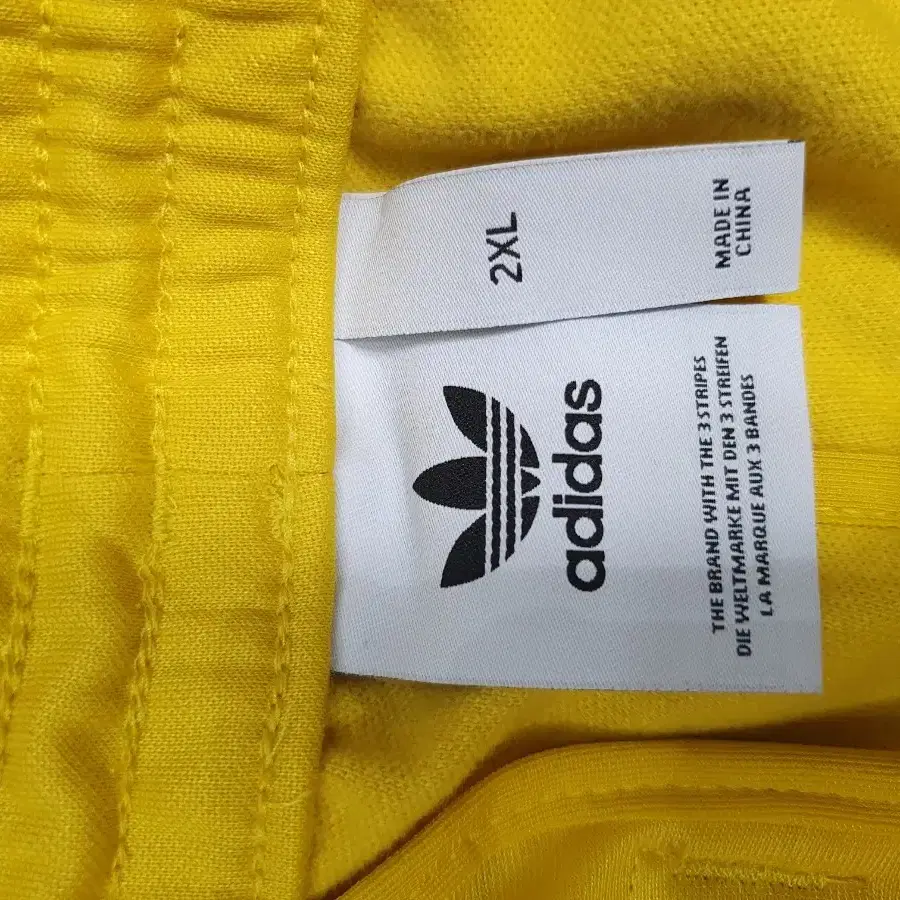 2XL
MADE IN
CHINA
adidas
THE BRAND WITH THE 3 STRIPES
DIE WELTMARKE MIT DEN 3 STREIFEN
LA MARQUE AUX 3 BANDES